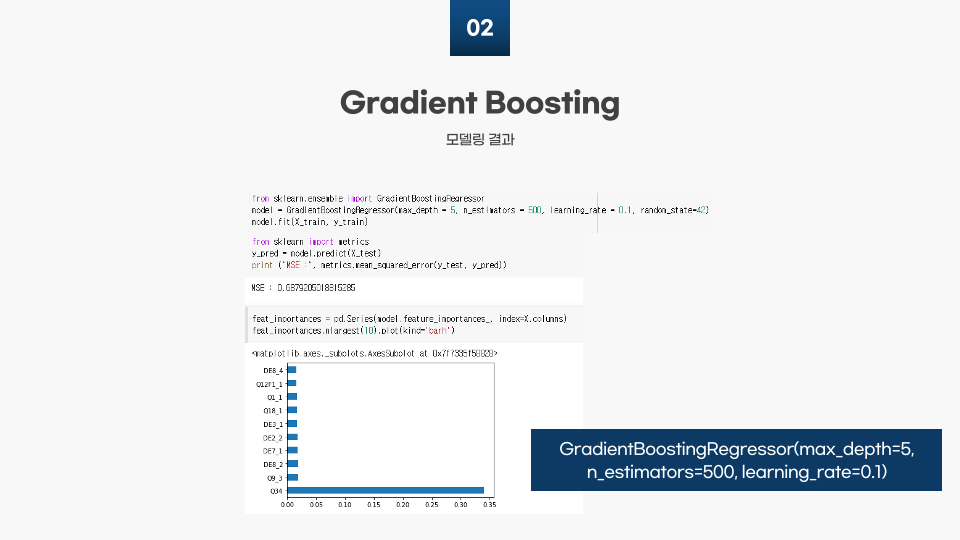 02
Gradient Boosting
모델링 결과
from sklearn.ensemble import GradientBoostingRegressor
model = GradientBoostingRegressor(max_depth = 5, n_estimators = 500, learning_rate = 0.1, random_state=42)
model.fit(X_train, y_train)
from sklearn import metrics
y_pred = model.predict(X_test)
print ("MSE :", metrics.mean_squared_error(y_test, y_pred))
MSE : 0.6879205018815285
feat_importances = pd.Series(model.feature_importances_, index=X.columns)
feat_importances.nlargest(10).plot(kind='barh')
<matplotlib.axes._subplots.AxesSubplot at
DE8_4
Q12F1_1
Q1_1
Q18_1
DE3_1
DE2_2
DE7_1
DE8_2
Q9_3
Q34
0.00 0.05 0.10 0.15 0.20 0.25 0.30 0.35
GradientBoostingRegressor(max_depth=5,
n_estimators=500, learning_rate=0.1)